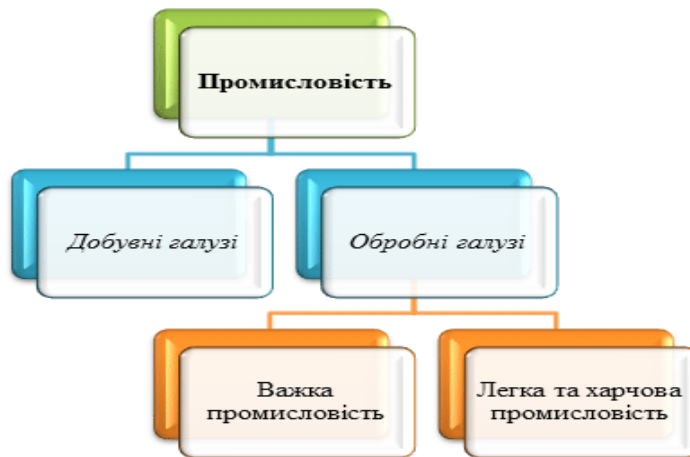 Промисловість
Добувні галузі
Обробні галузі
Важка
промисловість
Легка та харчова
промисловість